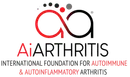 AiARTHRITIS
INTERNATIONAL FOUNDATION FOR AUTOIMMUNE
& AUTOINFLAMMATORY ARTHRITIS